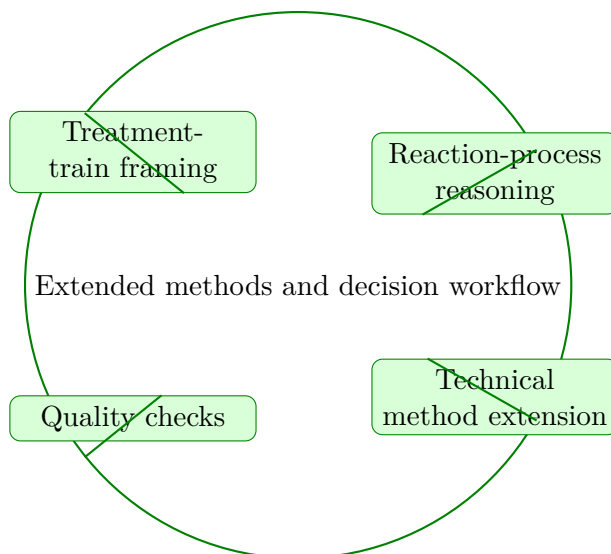 Treatment-
train framing
Reaction-process
reasoning
Extended methods and decision workflow
Quality checks
Technical
method extension